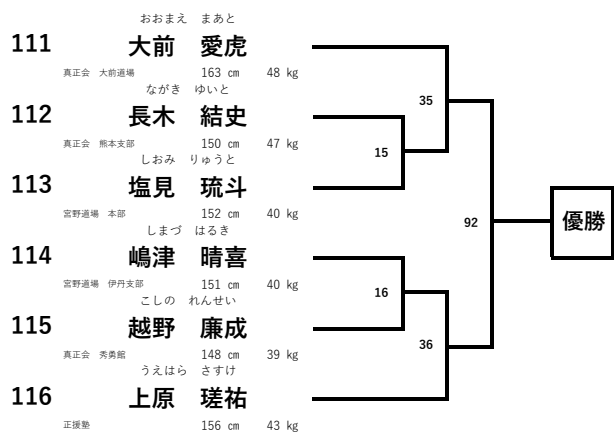 おおまえ まあと
111 大前 愛虎
真正会 大前道場 163 cm 48 kg
ながき ゆいと
112 長木 結史
真正会 熊本支部 150 cm 47 kg
しおみ りゅうと
113 塩見 琉斗
宮野道場 本部 152 cm 40 kg
しまづ はるき
114 嶋津 晴喜
宮野道場 伊丹支部 151 cm 40 kg
こしの れんせい
115 越野 廉成
真正会 秀勇館 148 cm 39 kg
うえはら さすけ
116 上原 瑳祐
正援塾 156 cm 43 kg
35
15
92
優勝
16
36